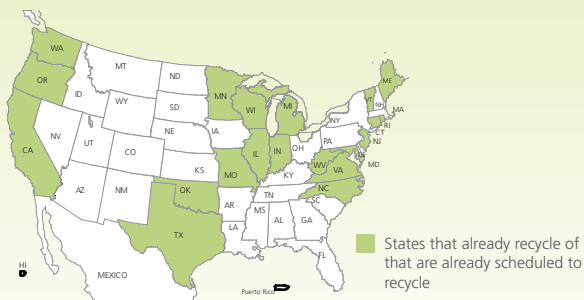 WA
OR
CA
ID
NV
MT
WY
UT
AZ
CO
NM
ND
SD
NE
KS
OK
TX
MN
IA
MO
AR
LA
WI
IL
MI
IN
OH
KY
TN
MS
AL
GA
FL
SC
NC
VA
WV
PA
NY
VT
NH
ME
MA
RI
CT
NJ
DE
MD
HI
MEXICO
Puerto Rico
States that already recycle of
that are already scheduled to
recycle